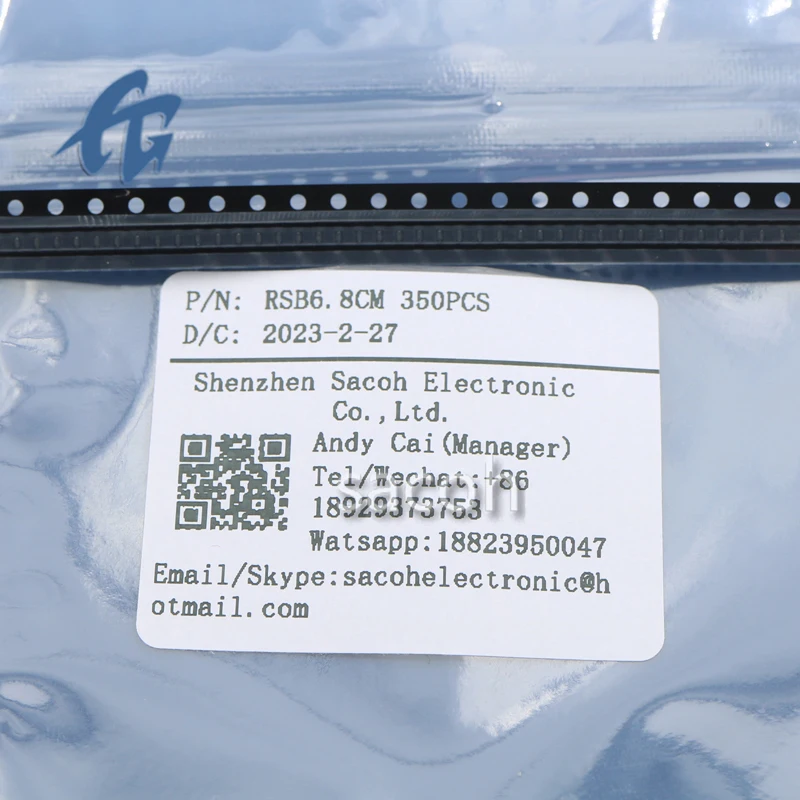 P/N: RSB6.8CM 350PCS
D/C: 2023-2-27
Shenzhen Sacoh Electronic
Co.,Ltd.
Andy Cai(Manager)
Tel/Wechat:+86
18929373753
sacoh
Watsapp:18823950047
Email/Skype:sacohelectronic@h
otmail.com